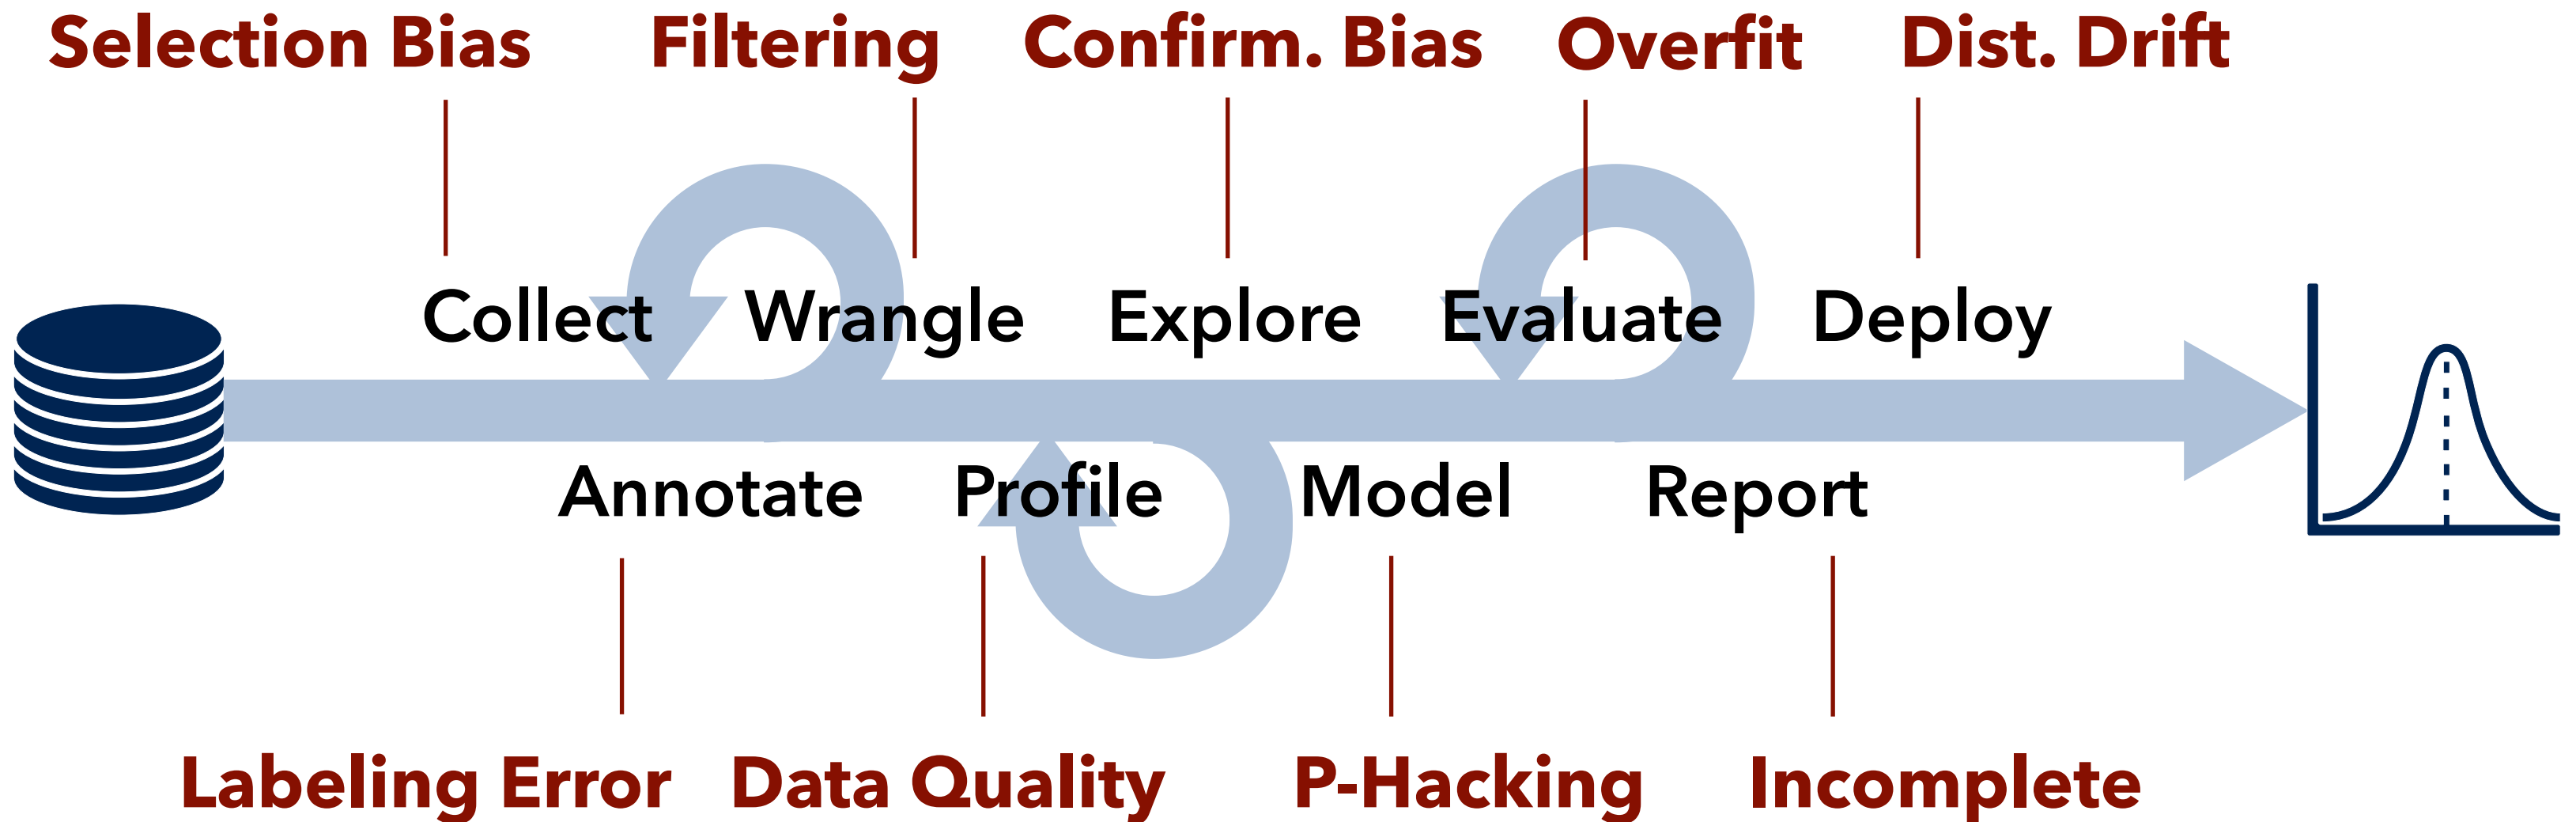 Selection Bias Filtering Confirm. Bias Overfit Dist. Drift
Collect Wrangle Explore Evaluate Deploy
Annotate Profile Model Report
Labeling Error Data Quality P-Hacking Incomplete